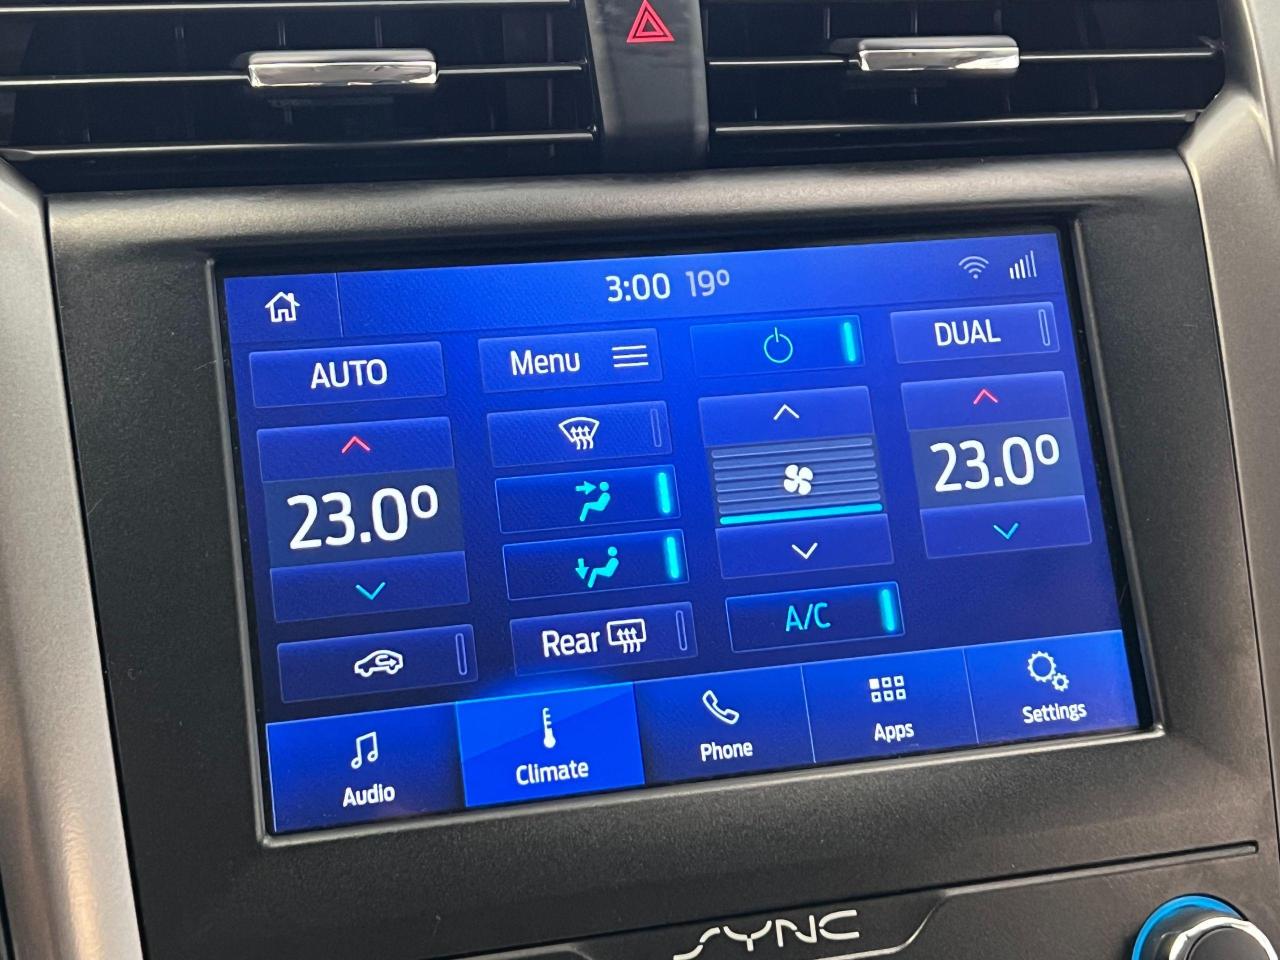 3:00 19°
AUTO
Menu
DUAL
23.0°
23.0°
A/C
Rear
Audio
Climate
Phone
Apps
Settings
SYNC